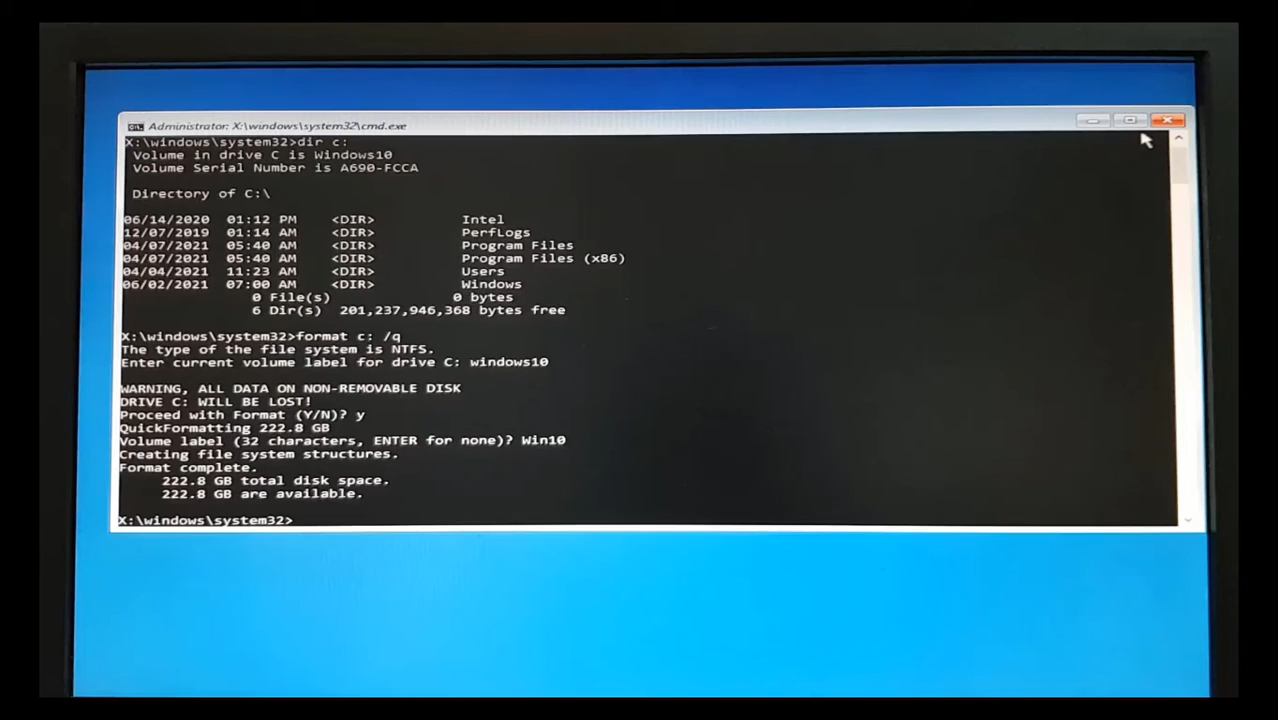 Administrator: X:\windows\system32\cmd.exe
X:\windows\system32>dir c:
Volume in drive C is Windows10
Volume Serial Number is A690-FCCA
Directory of C:\
06/14/2020 01:12 PM <DIR> Intel
12/07/2019 01:14 AM <DIR> PerfLogs
04/07/2021 05:40 AM <DIR> Program Files
04/07/2021 05:40 AM <DIR> Program Files (x86)
04/04/2021 11:23 AM <DIR> Users
06/02/2021 07:00 AM <DIR> Windows
0 File(s) 0 bytes
6 Dir(s) 201,237,946,368 bytes free
X:\windows\system32>format c: /q
The type of the file system is NTFS.
Enter current volume label for drive C: windows10
WARNING, ALL DATA ON NON-REMOVABLE DISK
DRIVE C: WILL BE LOST!
Proceed with Format (Y/N)? y
QuickFormatting 222.8 GB
Volume label (32 characters, ENTER for none)? Win10
Creating file system structures.
Format complete.
222.8 GB total disk space.
222.8 GB are available.
X:\windows\system32>